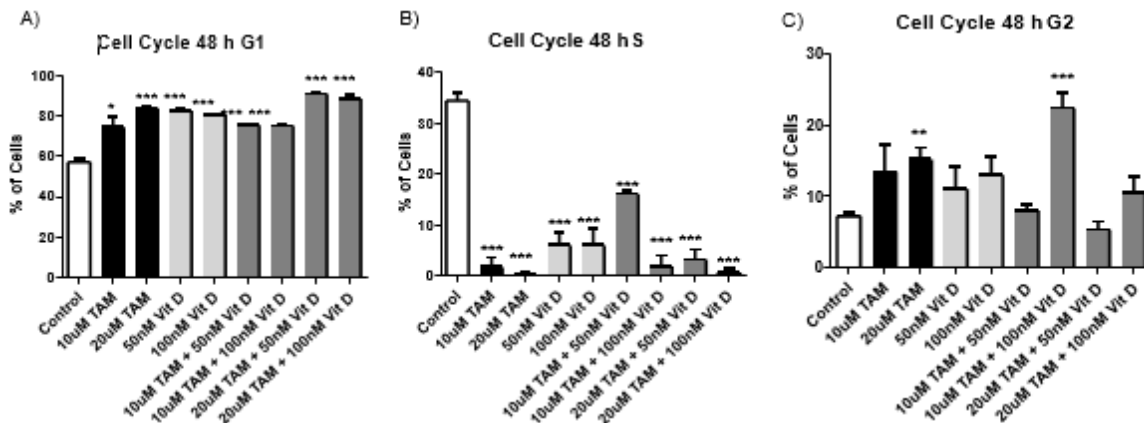 A)
Cell Cycle 48 h G1
% of Cells
100
80
60
40
20
0
*
***
***
***
***
***
***
***
Control
10uM TAM
20uM TAM
50nM Vit D
100nM Vit D
10uM TAM + 50nM Vit D
10uM TAM + 100nM Vit D
20uM TAM + 50nM Vit D
20uM TAM + 100nM Vit D
B)
Cell Cycle 48 h S
% of Cells
40
30
20
10
0
***
***
***
***
***
***
***
***
Control
10uM TAM
20uM TAM
50nM Vit D
100nM Vit D
10uM TAM + 50nM Vit D
10uM TAM + 100nM Vit D
20uM TAM + 50nM Vit D
20uM TAM + 100nM Vit D
C)
Cell Cycle 48 h G2
% of Cells
30
20
10
0
**
***
Control
10uM TAM
20uM TAM
50nM Vit D
100nM Vit D
10uM TAM + 50nM Vit D
10uM TAM + 100nM Vit D
20uM TAM + 50nM Vit D
20uM TAM + 100nM Vit D